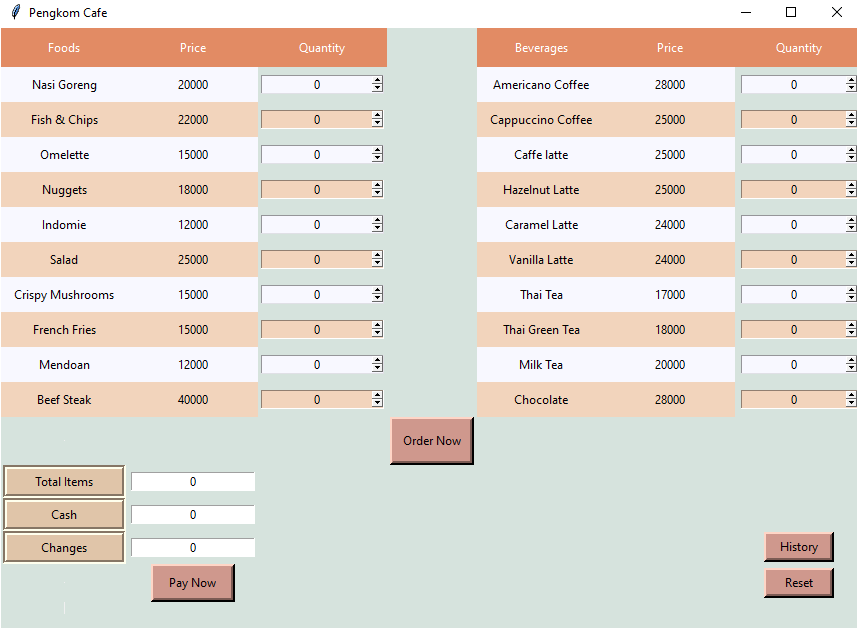 Pengkom Cafe
Foods Price Quantity Beverages Price Quantity
Nasi Goreng 20000 0 Americano Coffee 28000 0
Fish & Chips 22000 0 Cappuccino Coffee 25000 0
Omelette 15000 0 Caffe latte 25000 0
Nuggets 18000 0 Hazelnut Latte 25000 0
Indomie 12000 0 Caramel Latte 24000 0
Salad 25000 0 Vanilla Latte 24000 0
Crispy Mushrooms 15000 0 Thai Tea 17000 0
French Fries 15000 0 Thai Green Tea 18000 0
Mendoan 12000 0 Milk Tea 20000 0
Beef Steak 40000 0 Chocolate 28000 0
Order Now
Total Items 0
Cash 0
Changes 0
History
Pay Now
Reset